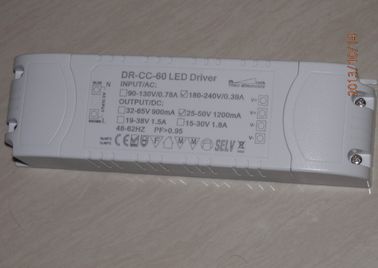 DR-CC-60 LED Driver
INPUT/AC:
□90-130V/0.78A ☑180-240V/0.39A
OUTPUT/DC:
□32-65V 900mA ☑25-50V 1200mA
□19-38V 1.5A □15-30V 1.8A
48-62HZ PF>0.95
SELV
V-
V-
V+
2013/10/14